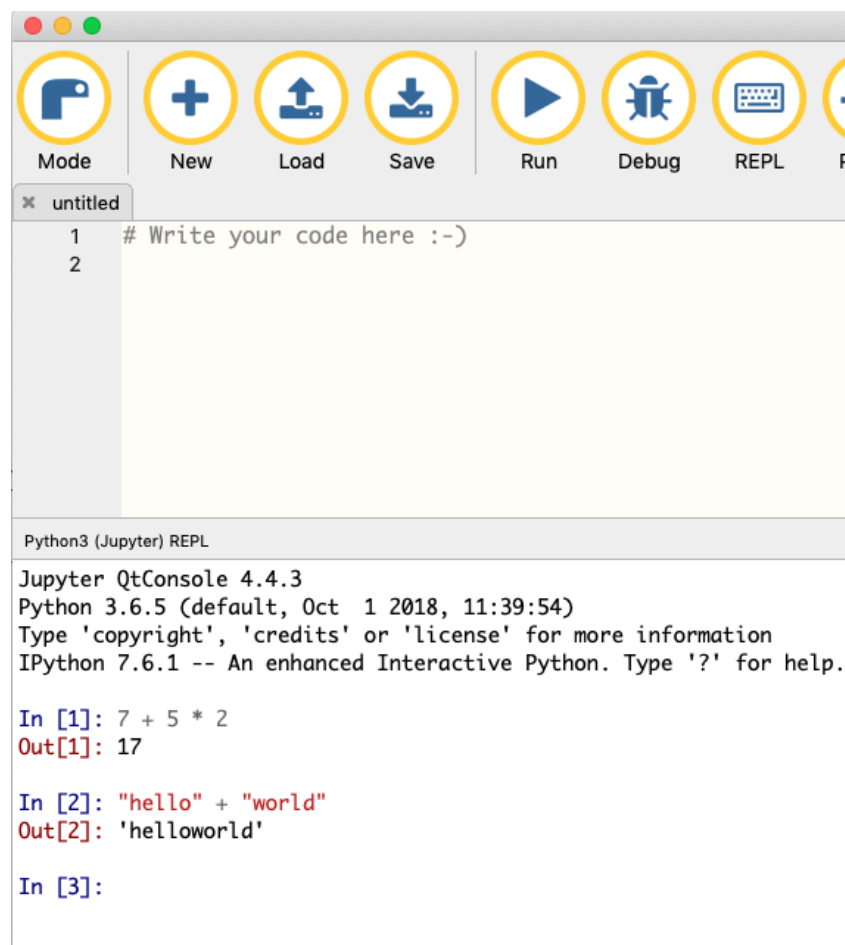 Mode New Load Save Run Debug REPL
untitled
1 # Write your code here :-)
2
Python3 (Jupyter) REPL
Jupyter QtConsole 4.4.3
Python 3.6.5 (default, Oct  1 2018, 11:39:54)
Type 'copyright', 'credits' or 'license' for more information
IPython 7.6.1 -- An enhanced Interactive Python. Type '?' for help.
In [1]: 7 + 5 * 2
Out[1]: 17
In [2]: "hello" + "world"
Out[2]: 'helloworld'
In [3]: